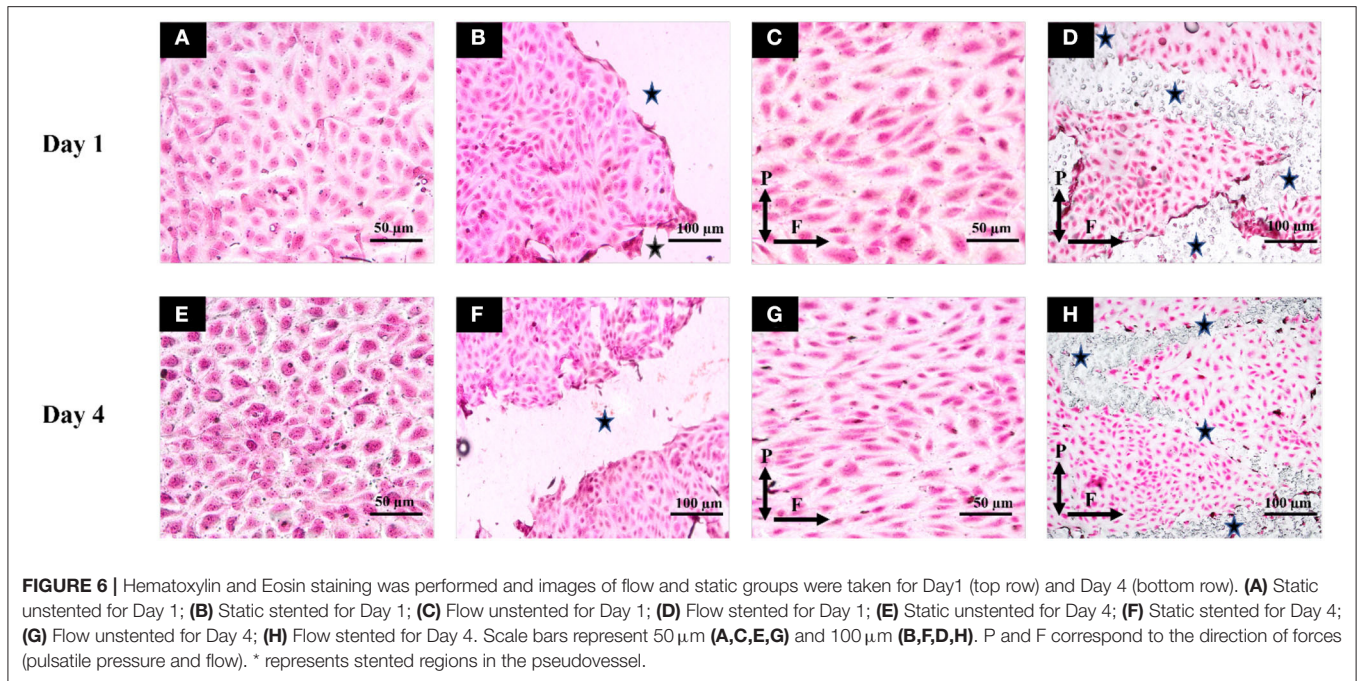 A
B
C
D
Day 1
P
P
F
F
50 µm
100 µm
50 µm
100 µm
E
F
G
H
Day 4
P
P
F
F
50 µm
100 µm
50 µm
100 µm
FIGURE 6 | Hematoxylin and Eosin staining was performed and images of flow and static groups were taken for Day1 (top row) and Day 4 (bottom row). (A) Static
unstented for Day 1; (B) Static stented for Day 1; (C) Flow unstented for Day 1; (D) Flow stented for Day 1; (E) Static unstented for Day 4; (F) Static stented for Day 4;
(G) Flow unstented for Day 4; (H) Flow stented for Day 4. Scale bars represent 50 µm (A,C,E,G) and 100 µm (B,F,D,H). P and F correspond to the direction of forces
(pulsatile pressure and flow). * represents stented regions in the pseudovessel.